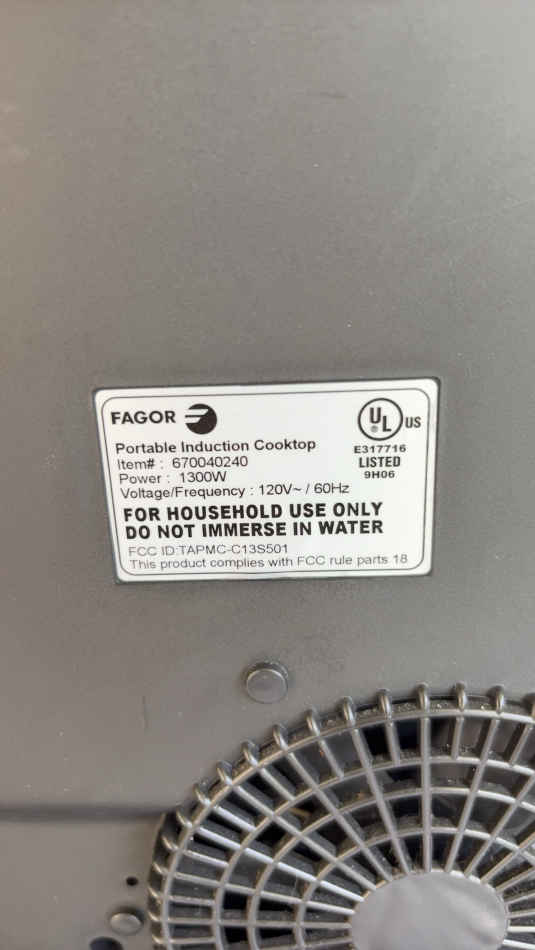 FAGOR
Portable Induction Cooktop
Item# : 670040240
Power : 1300W
Voltage/Frequency : 120V~ / 60Hz
FOR HOUSEHOLD USE ONLY
DO NOT IMMERSE IN WATER
FCC ID:TAPMC-C13S501
This product complies with FCC rule parts 18
UL US
E317716
LISTED
9H06